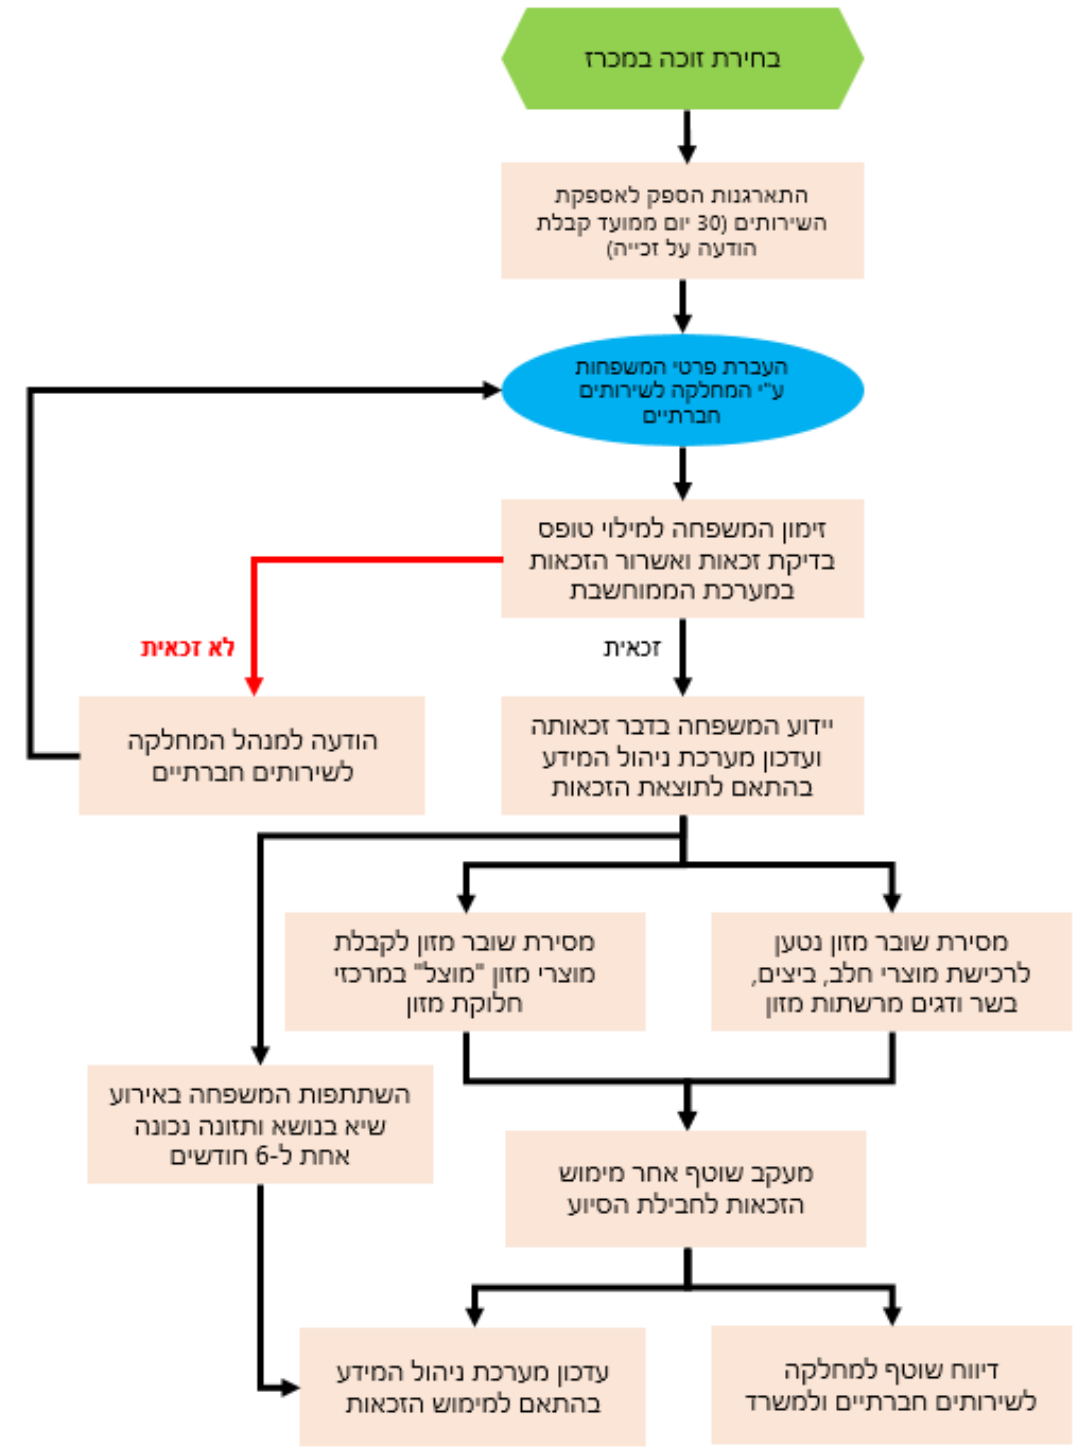 בחירת זוכה במכרז
התארגנות הספק לאספקת
השירותים (30 יום ממועד קבלת
הודעה על זכייה)
העברת פרטי המשפחות
ע"י המחלקה לשירותים
חברתיים
זימון המשפחה למילוי טופס
בדיקת זכאות ואשרור הזכאות
במערכת הממוחשבת
זכאית
לא זכאית
יידוע המשפחה בדבר זכאותה
ועדכון מערכת ניהול המידע
בהתאם לתוצאת הזכאות
הודעה למנהל המחלקה
לשירותים חברתיים
מסירת שובר מזון נטען
לרכישת מוצרי חלב, ביצים,
בשר ודגים מרשתות מזון
מסירת שובר מזון לקבלת
מוצרי מזון "מוצל" במרכזי
חלוקת מזון
השתתפות המשפחה באירוע
שיא בנושא ותזונה נכונה
אחת ל-6 חודשים
מעקב שוטף אחר מימוש
הזכאות לחבילת הסיוע
דיווח שוטף למחלקה
לשירותים חברתיים ולמשרד
עדכון מערכת ניהול המידע
בהתאם למימוש הזכאות